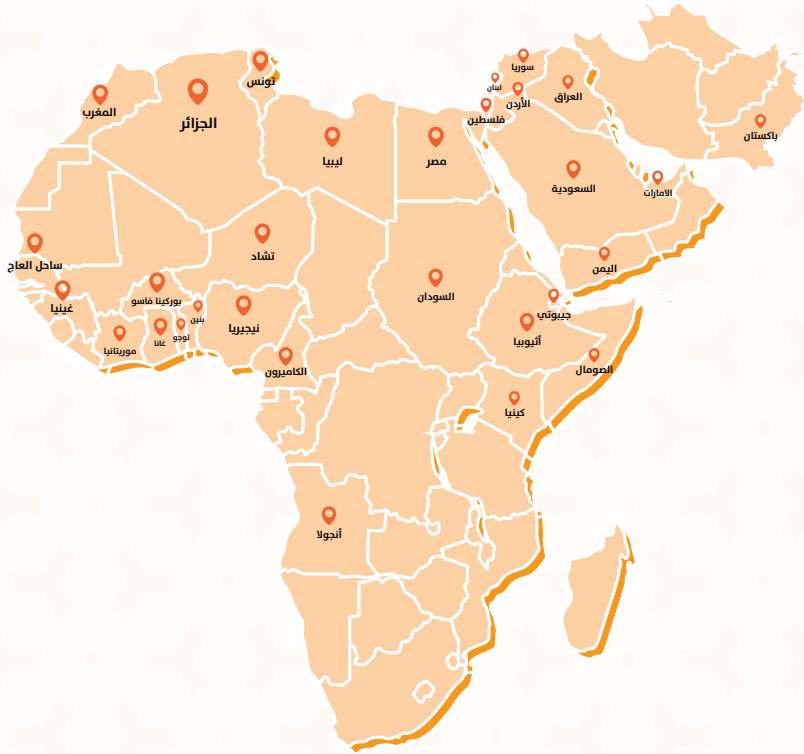 سوريا
تونس
لبنان
العراق
الأردن
المغرب
فلسطين
الجزائر
باكستان
ليبيا
مصر
السعودية
الامارات
تشاد
ساحل العاج
اليمن
السودان
بوركينا فاسو
غينيا
بنين
جيبوتي
نيجيريا
توجو
غانا
موريتانيا
أثيوبيا
الصومال
الكاميرون
كينيا
أنجولا